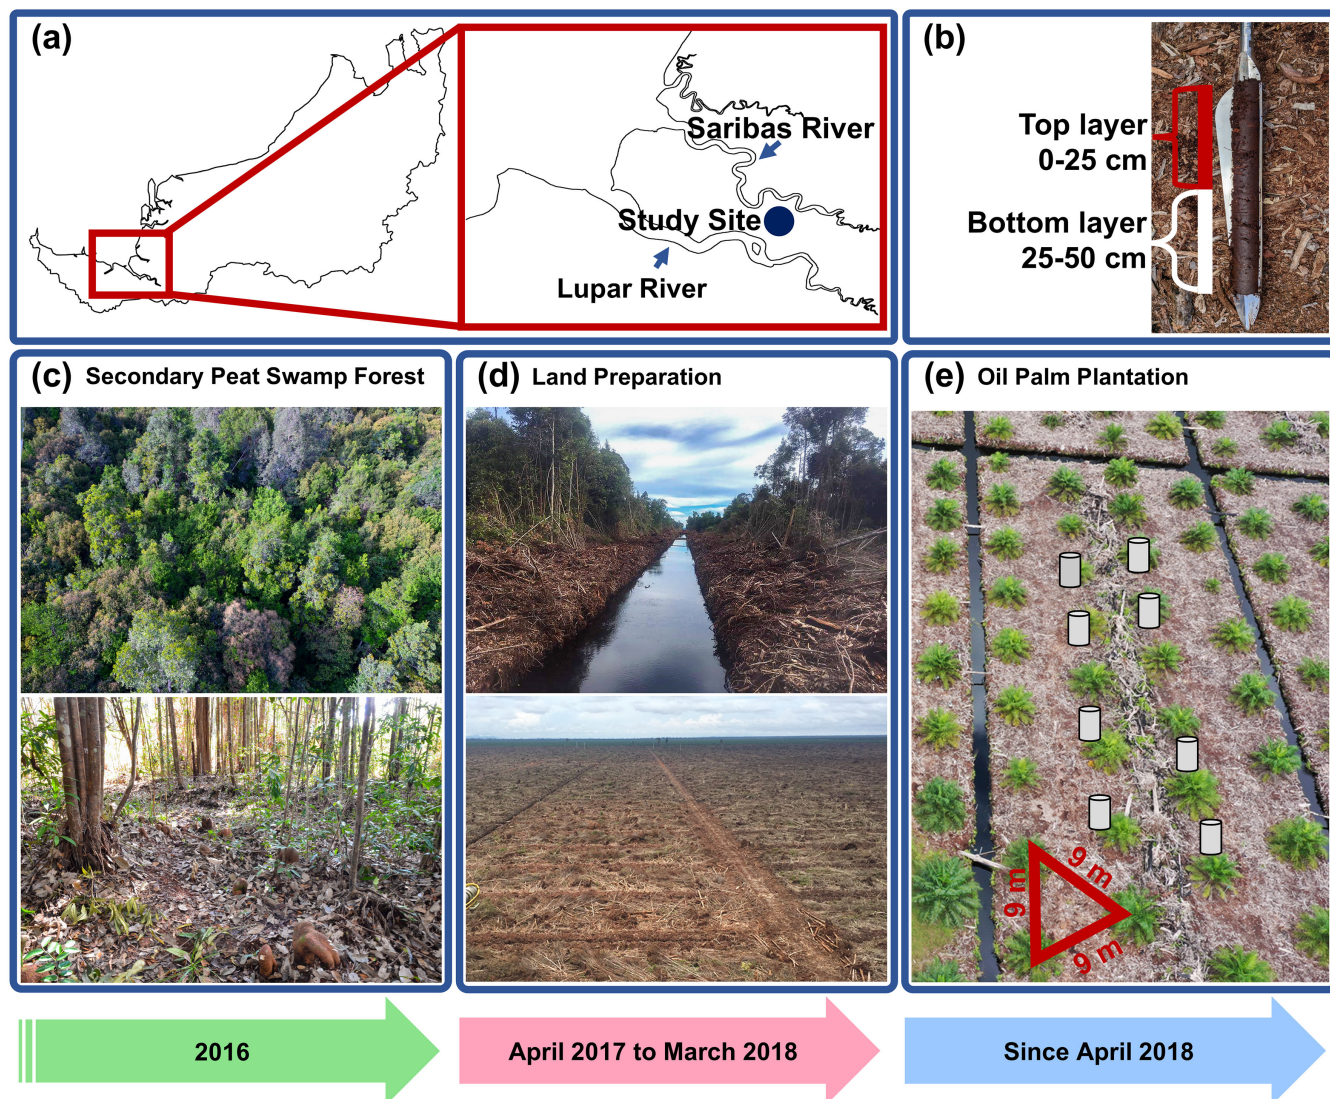 (a)
Saribas River
Study Site
Lupar River
(b)
Top layer
0-25 cm
Bottom layer
25-50 cm
(c) Secondary Peat Swamp Forest
(d) Land Preparation
(e) Oil Palm Plantation
9 m
9 m
9 m
2016
April 2017 to March 2018
Since April 2018